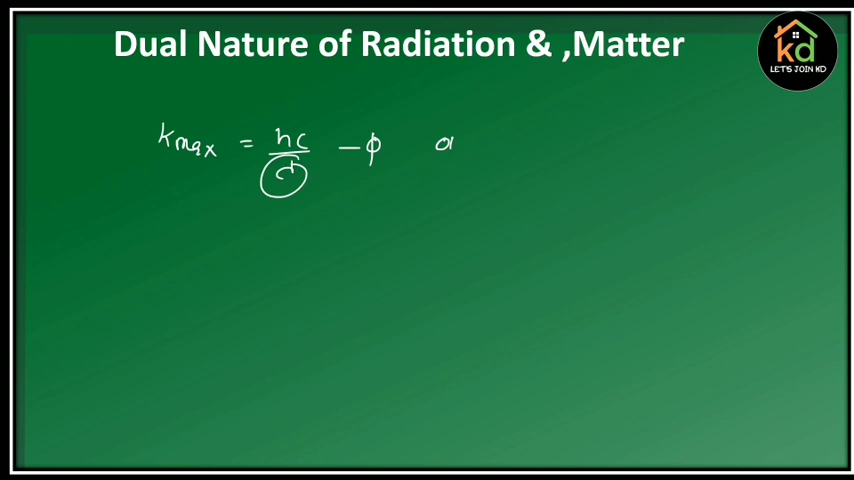 Dual Nature of Radiation & ,Matter
kd
LET'S JOIN KD
Kmax = hc
— ϕ